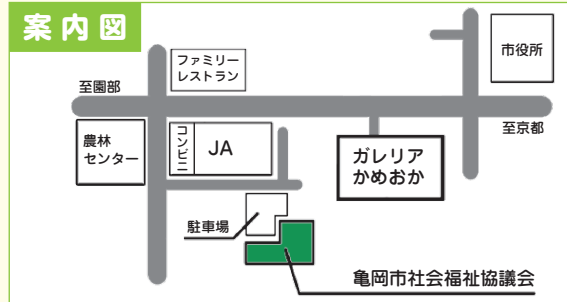 案内図
ファミリー
レストラン
市役所
至園部
至京都
農林
センター
コンビニ
JA
ガレリア
かめおか
駐車場
亀岡市社会福祉協議会